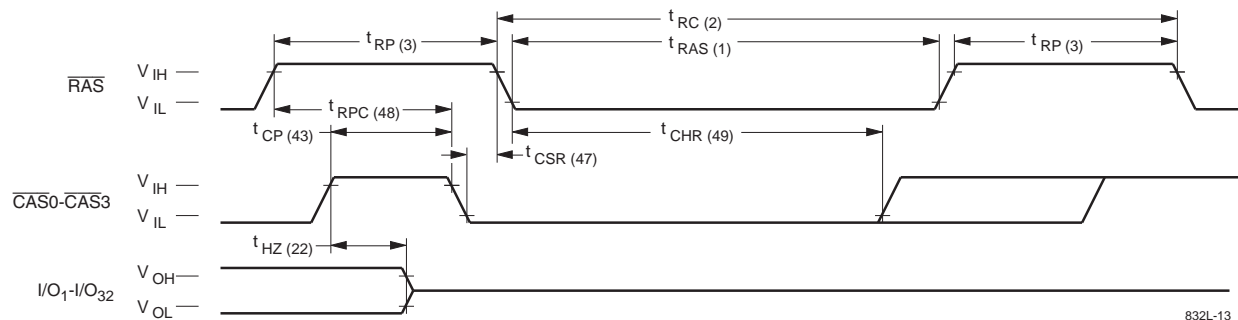 t RC (2)
t RP (3)
t RAS (1)
t RP (3)
RAS
V IH
V IL
t RPC (48)
t CP (43)
t CHR (49)
t CSR (47)
CAS0-CAS3
V IH
V IL
t HZ (22)
I/O1-I/O32
V OH
V OL
832L-13